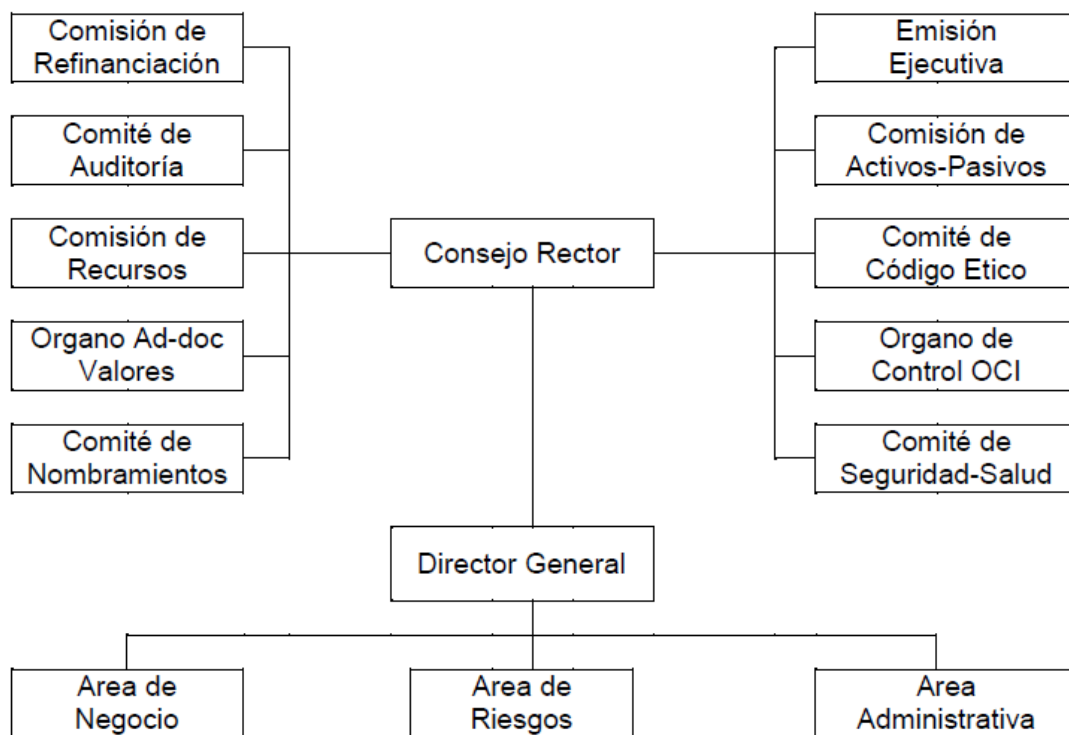 Comisión de
Refinanciación
Emisión
Ejecutiva
Comité de
Auditoría
Comisión de
Activos-Pasivos
Comisión de
Recursos
Consejo Rector
Comité de
Código Etico
Organo Ad-doc
Valores
Organo de
Control OCI
Comité de
Nombramientos
Comité de
Seguridad-Salud
Director General
Area de
Negocio
Area de
Riesgos
Area
Administrativa